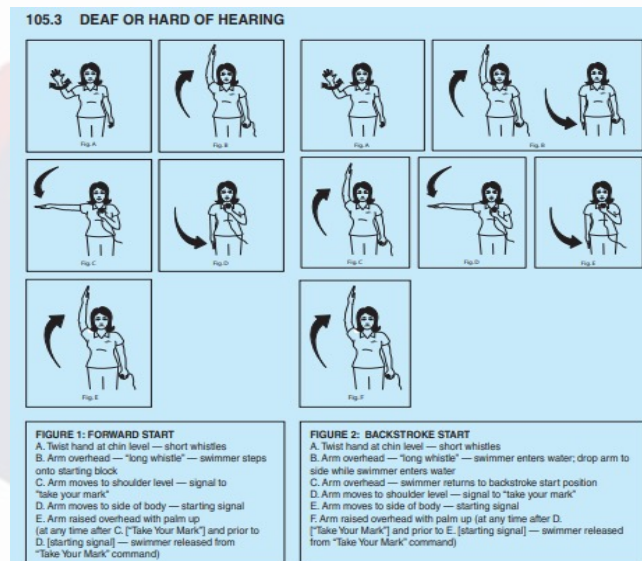 105.3 DEAF OR HARD OF HEARING
Fig. A
Fig. B
Fig. C
Fig. D
Fig. E
FIGURE 1: FORWARD START
A. Twist hand at chin level — short whistles
B. Arm overhead — “long whistle” — swimmer steps
onto starting block
C. Arm moves to shoulder level — signal to
“take your mark”
D. Arm moves to side of body — starting signal
E. Arm raised overhead with palm up
(at any time after C. [“Take Your Mark”] and prior to
D. [starting signal] — swimmer released from
“Take Your Mark” command)
Fig. A
Fig. B
Fig. C
Fig. D
Fig. E
Fig. F
FIGURE 2: BACKSTROKE START
A. Twist hand at chin level — short whistles
B. Arm overhead — “long whistle” — swimmer enters water; drop arm to
side while swimmer enters water
C. Arm overhead — swimmer returns to backstroke start position
D. Arm moves to shoulder level — signal to “take your mark”
E. Arm moves to side of body — starting signal
F. Arm raised overhead with palm up (at any time after D.
[“Take Your Mark”] and prior to E. [starting signal] — swimmer released
from “Take Your Mark” command)